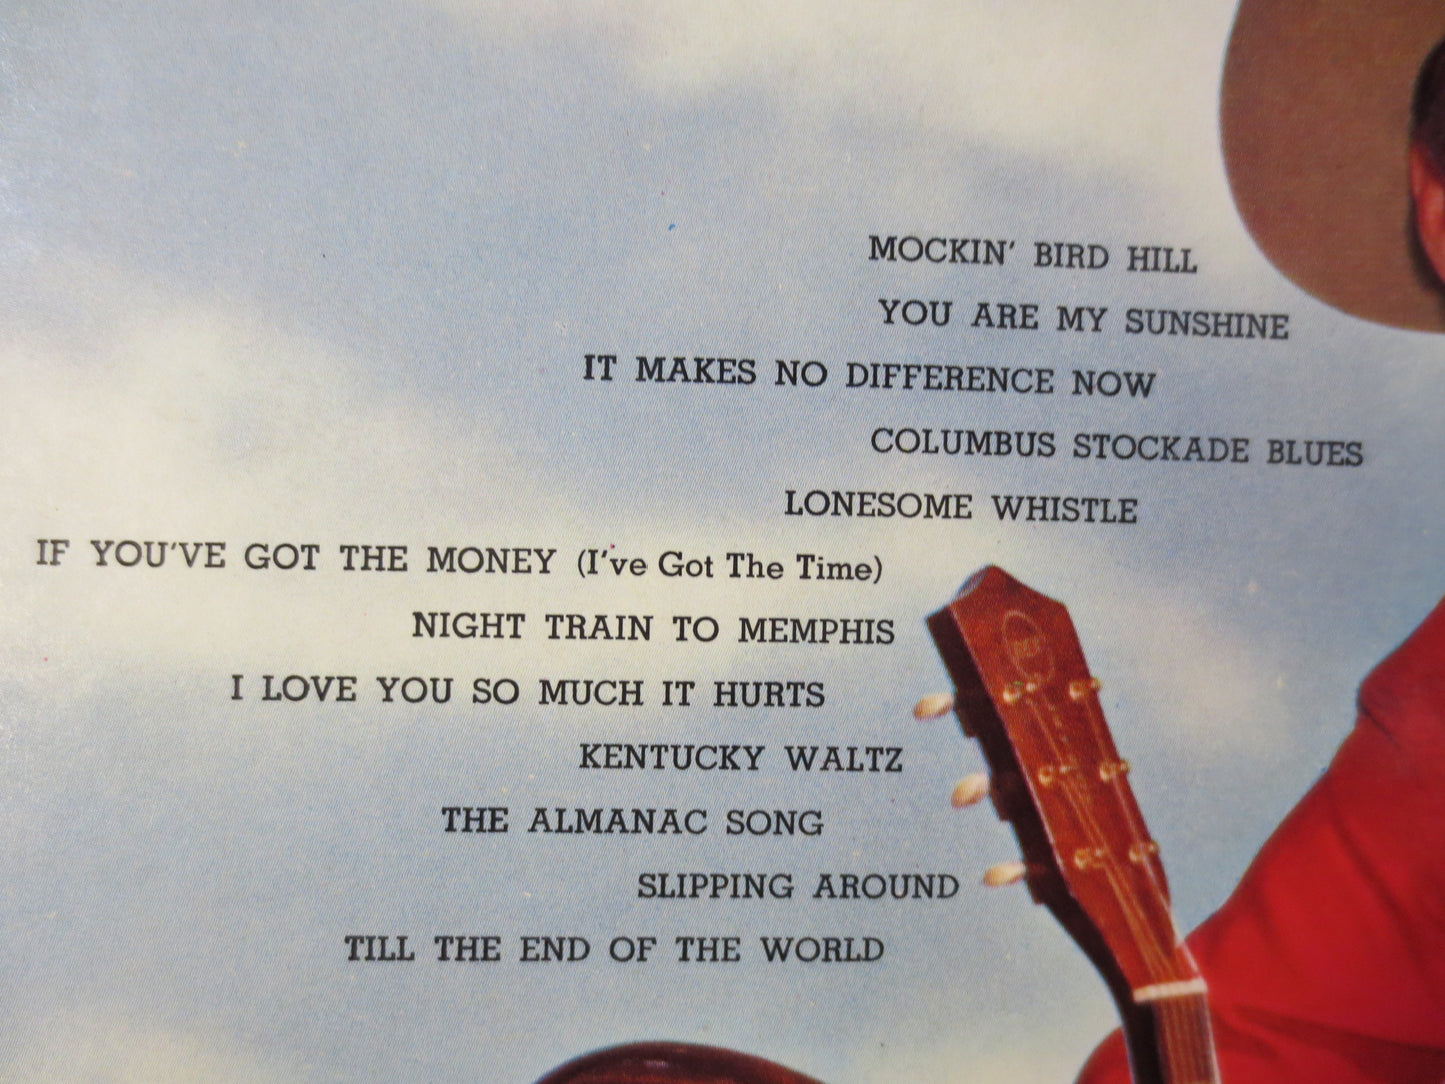 MOCKIN' BIRD HILL
YOU ARE MY SUNSHINE
IT MAKES NO DIFFERENCE NOW
COLUMBUS STOCKADE BLUES
LONESOME WHISTLE
IF YOU'VE GOT THE MONEY (I've Got The Time)
NIGHT TRAIN TO MEMPHIS
I LOVE YOU SO MUCH IT HURTS
KENTUCKY WALTZ
THE ALMANAC SONG
SLIPPING AROUND
TILL THE END OF THE WORLD